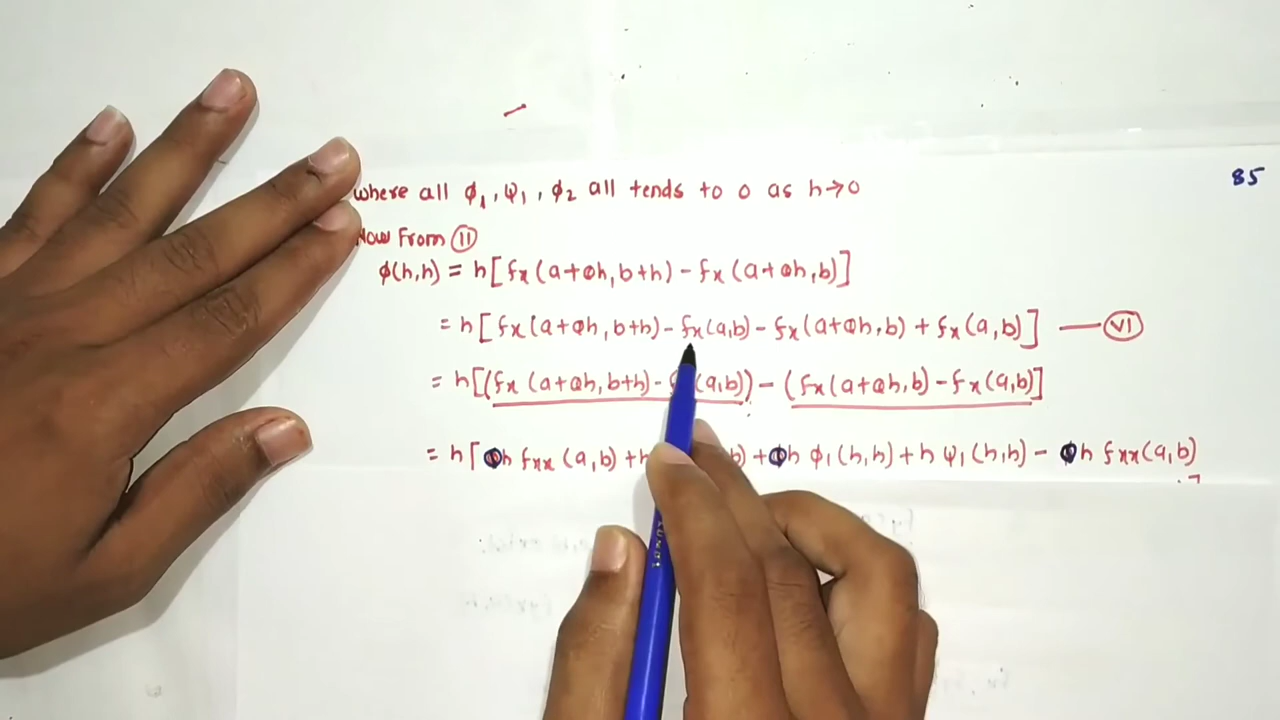 85
where all ϕ₁, ψ₁, ϕ₂ all tends to 0 as h→0
Now From (II)
ϕ(h,h) = h[fx(a+θh, b+h) - fx(a+θh, b)]
= h[fx(a+θh, b+h) - fx(a,b) - fx(a+θh, b) + fx(a,b)] — (VI)
= h[(fx(a+θh, b+h) - (a,b)) - (fx(a+θh, b) - fx(a,b)]
= h[θh fxx(a,b) + h b) + θh ϕ₁(h,h) + h ψ₁(h,h) - θh fxx(a,b)